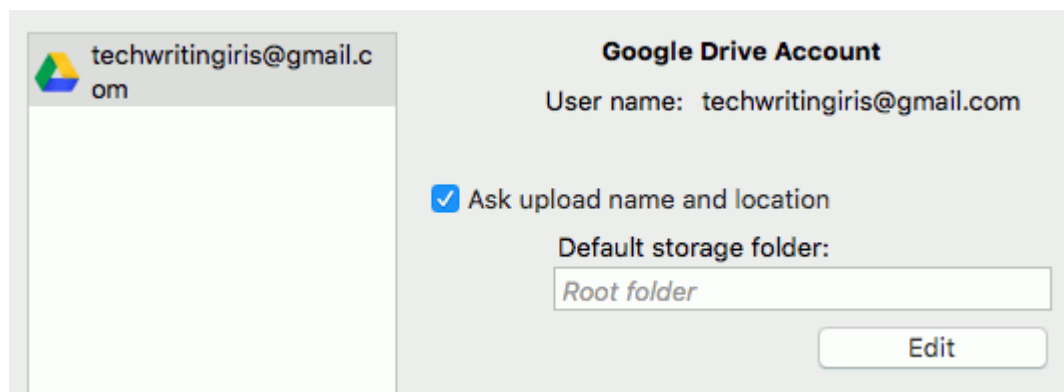 techwritingiris@gmail.c
om
Google Drive Account
User name: techwritingiris@gmail.com
Ask upload name and location
Default storage folder:
Root folder
Edit